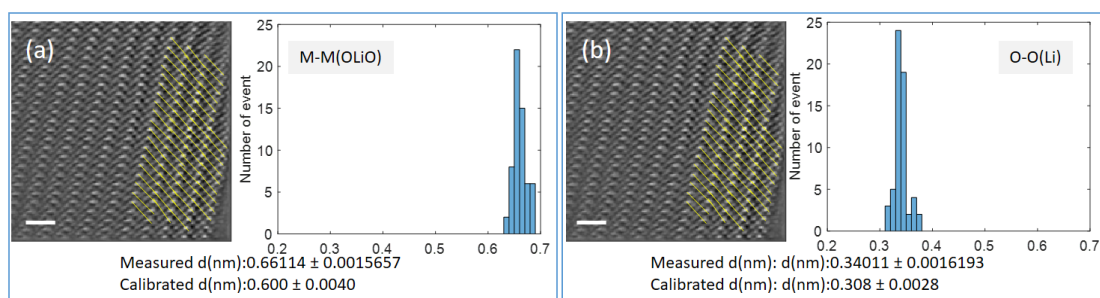 (a)
M-M(OLiO)
Number of event
25
20
15
10
5
0
0.2 0.3 0.4 0.5 0.6 0.7
Measured d(nm):0.66114 ± 0.0015657
Calibrated d(nm):0.600 ± 0.0040
(b)
O-O(Li)
Number of event
25
20
15
10
5
0
0.2 0.3 0.4 0.5 0.6 0.7
Measured d(nm): d(nm):0.34011 ± 0.0016193
Calibrated d(nm): d(nm):0.308 ± 0.0028